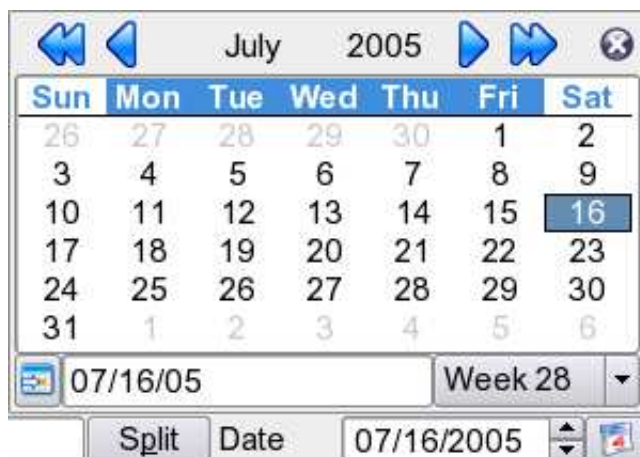 July 2005
Sun Mon Tue Wed Thu Fri Sat
26 27 28 29 30 1 2
3 4 5 6 7 8 9
10 11 12 13 14 15 16
17 18 19 20 21 22 23
24 25 26 27 28 29 30
31 1 2 3 4 5 6
07/16/05 Week 28
Split Date 07/16/2005